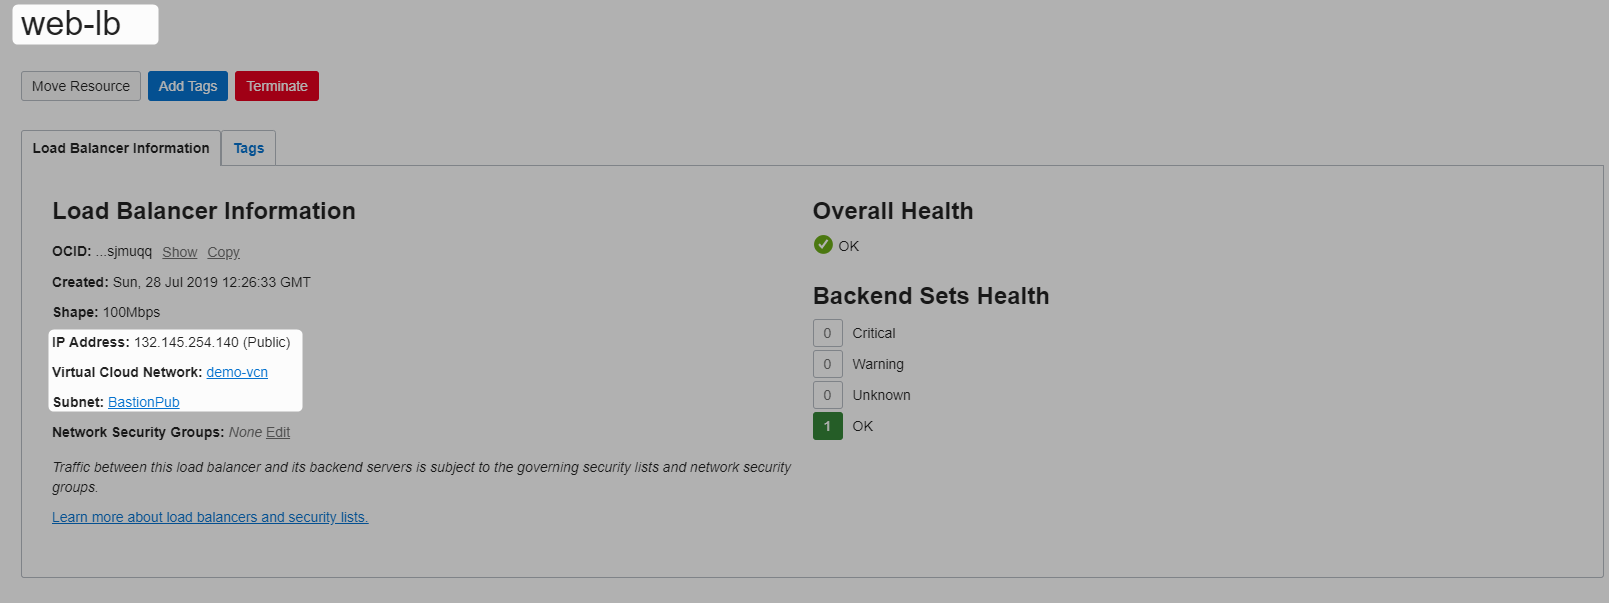 web-lb
Move Resource Add Tags Terminate
Load Balancer Information Tags
Load Balancer Information
OCID: ...sjmuqq Show Copy
Created: Sun, 28 Jul 2019 12:26:33 GMT
Shape: 100Mbps
IP Address: 132.145.254.140 (Public)
Virtual Cloud Network: demo-vcn
Subnet: BastionPub
Network Security Groups: None Edit
Traffic between this load balancer and its backend servers is subject to the governing security lists and network security
groups.
Learn more about load balancers and security lists.
Overall Health
OK
Backend Sets Health
0 Critical
0 Warning
0 Unknown
1 OK